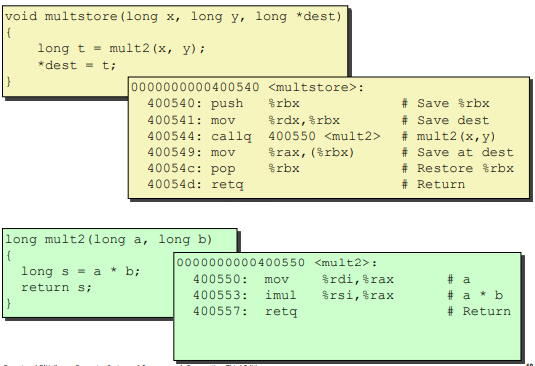 void multstore(long x, long y, long *dest)
{
    long t = mult2(x, y);
    *dest = t;
}
0000000000400540 <multstore>:
  400540: push   %rbx            # Save %rbx
  400541: mov    %rdx,%rbx       # Save dest
  400544: callq  400550 <mult2>  # mult2(x,y)
  400549: mov    %rax,(%rbx)     # Save at dest
  40054c: pop    %rbx            # Restore %rbx
  40054d: retq                   # Return
long mult2(long a, long b)
{
  long s = a * b;
  return s;
}
0000000000400550 <mult2>:
  400550:  mov    %rdi,%rax       # a
  400553:  imul   %rsi,%rax       # a * b
  400557:  retq                   # Return